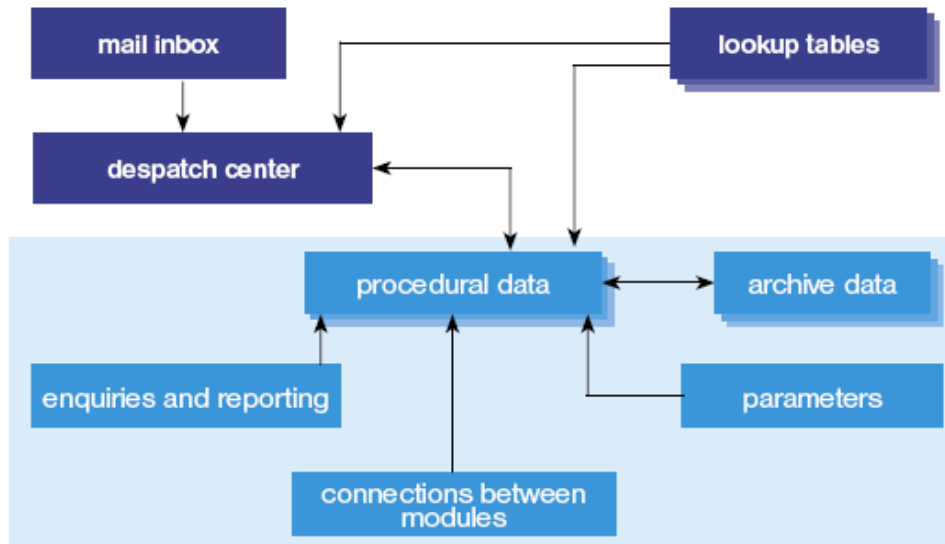 mail inbox
lookup tables
despatch center
procedural data
archive data
enquiries and reporting
parameters
connections between
modules